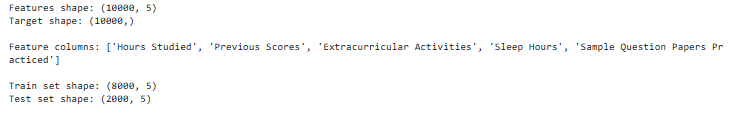 Features shape: (10000, 5)
Target shape: (10000,)
Feature columns: ['Hours Studied', 'Previous Scores', 'Extracurricular Activities', 'Sleep Hours', 'Sample Question Papers Pr
acticed']
Train set shape: (8000, 5)
Test set shape: (2000, 5)